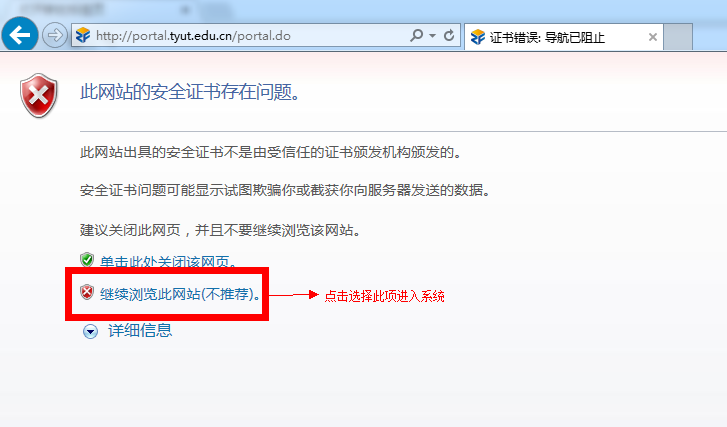 http://portal.tyut.edu.cn/portal.do
证书错误: 导航已阻止
此网站的安全证书存在问题。
此网站出具的安全证书不是由受信任的证书颁发机构颁发的。
安全证书问题可能显示试图欺骗你或截获你向服务器发送的数据。
建议关闭此网页，并且不要继续浏览该网站。
单击此处关闭该网页。
继续浏览此网站(不推荐)。
点击选择此项进入系统
详细信息